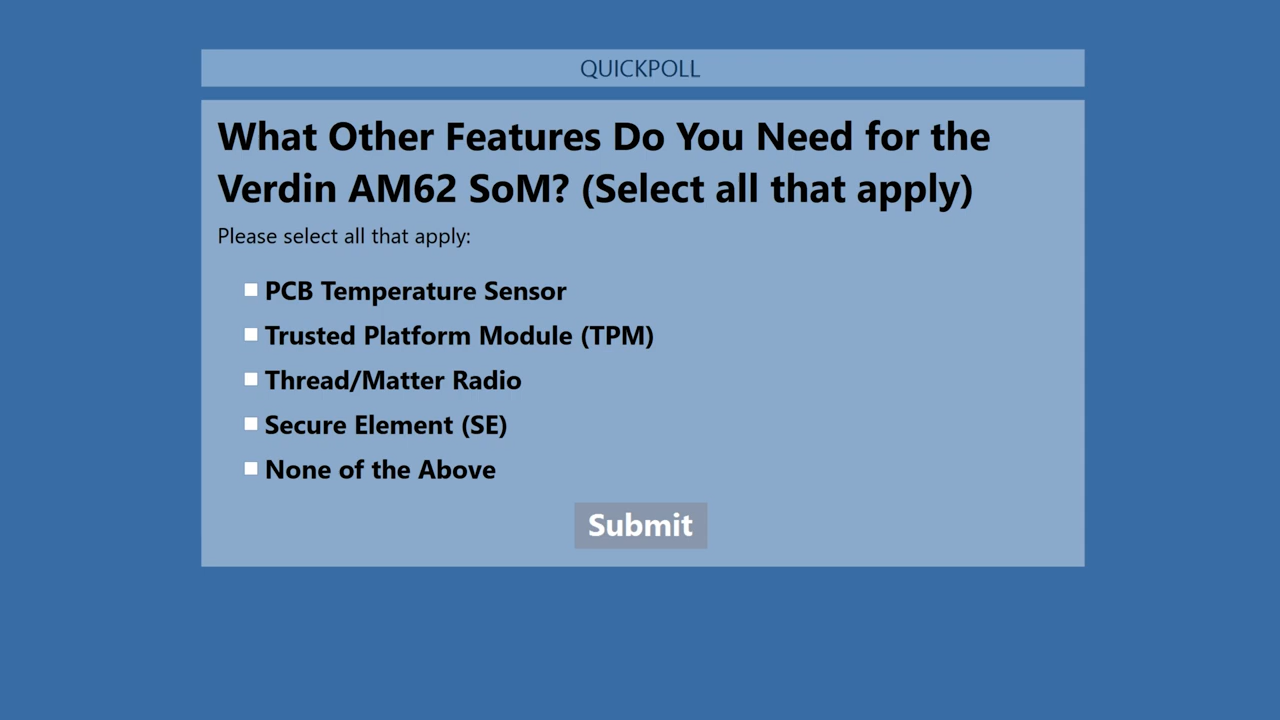 QUICKPOLL
What Other Features Do You Need for the
Verdin AM62 SoM? (Select all that apply)
Please select all that apply:
PCB Temperature Sensor
Trusted Platform Module (TPM)
Thread/Matter Radio
Secure Element (SE)
None of the Above
Submit